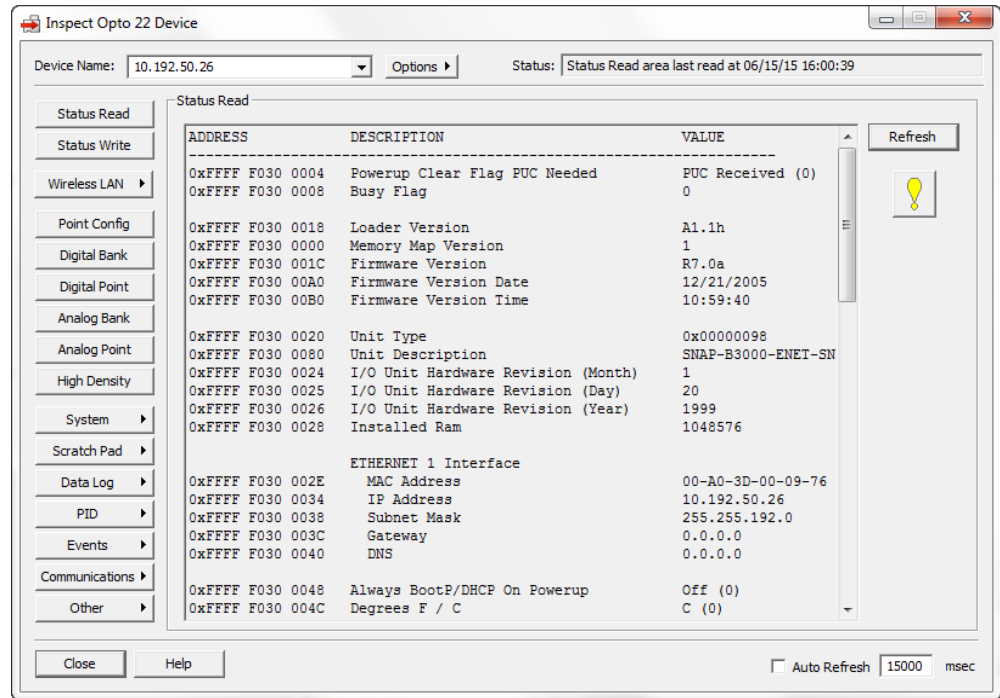 Inspect Opto 22 Device
Device Name: 10.192.50.26 Options Status: Status Read area last read at 06/15/15 16:00:39
Status Read
Status Write
Wireless LAN
Point Config
Digital Bank
Digital Point
Analog Bank
Analog Point
High Density
System
Scratch Pad
Data Log
PID
Events
Communications
Other
Status Read
ADDRESS DESCRIPTION VALUE
--------------------------------------------------------------------
0xFFFF F030 0004 Powerup Clear Flag PUC Needed PUC Received (0)
0xFFFF F030 0008 Busy Flag 0
0xFFFF F030 0018 Loader Version A1.1h
0xFFFF F030 0000 Memory Map Version 1
0xFFFF F030 001C Firmware Version R7.0a
0xFFFF F030 00A0 Firmware Version Date 12/21/2005
0xFFFF F030 00B0 Firmware Version Time 10:59:40
0xFFFF F030 0020 Unit Type 0x00000098
0xFFFF F030 0080 Unit Description SNAP-B3000-ENET-SN
0xFFFF F030 0024 I/O Unit Hardware Revision (Month) 1
0xFFFF F030 0025 I/O Unit Hardware Revision (Day) 20
0xFFFF F030 0026 I/O Unit Hardware Revision (Year) 1999
0xFFFF F030 0028 Installed Ram 1048576
ETHERNET 1 Interface
0xFFFF F030 002E MAC Address 00-A0-3D-00-09-76
0xFFFF F030 0034 IP Address 10.192.50.26
0xFFFF F030 0038 Subnet Mask 255.255.192.0
0xFFFF F030 003C Gateway 0.0.0.0
0xFFFF F030 0040 DNS 0.0.0.0
0xFFFF F030 0048 Always BootP/DHCP On Powerup Off (0)
0xFFFF F030 004C Degrees F / C C (0)
Refresh
Close Help Auto Refresh 15000 msec